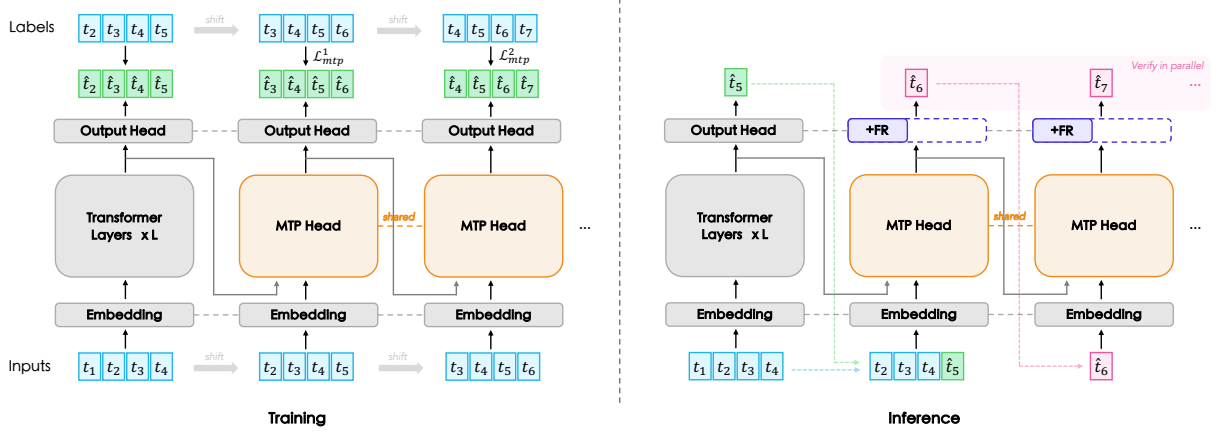 Labels
t2 t3 t4 t5
shift
t3 t4 t5 t6
shift
t4 t5 t6 t7
ℒ¹mtp
ℒ²mtp
t̂2 t̂3 t̂4 t̂5
t̂3 t̂4 t̂5 t̂6
t̂4 t̂5 t̂6 t̂7
Output Head
Output Head
Output Head
Transformer
Layers x L
MTP Head
shared
MTP Head
...
Embedding
Embedding
Embedding
Inputs
t1 t2 t3 t4
shift
t2 t3 t4 t5
shift
t3 t4 t5 t6
Training
Verify in parallel
t̂5
t̂6
t̂7
...
Output Head
+FR
+FR
Transformer
Layers x L
MTP Head
shared
MTP Head
...
Embedding
Embedding
Embedding
t1 t2 t3 t4
t2 t3 t4 t̂5
t̂6
Inference